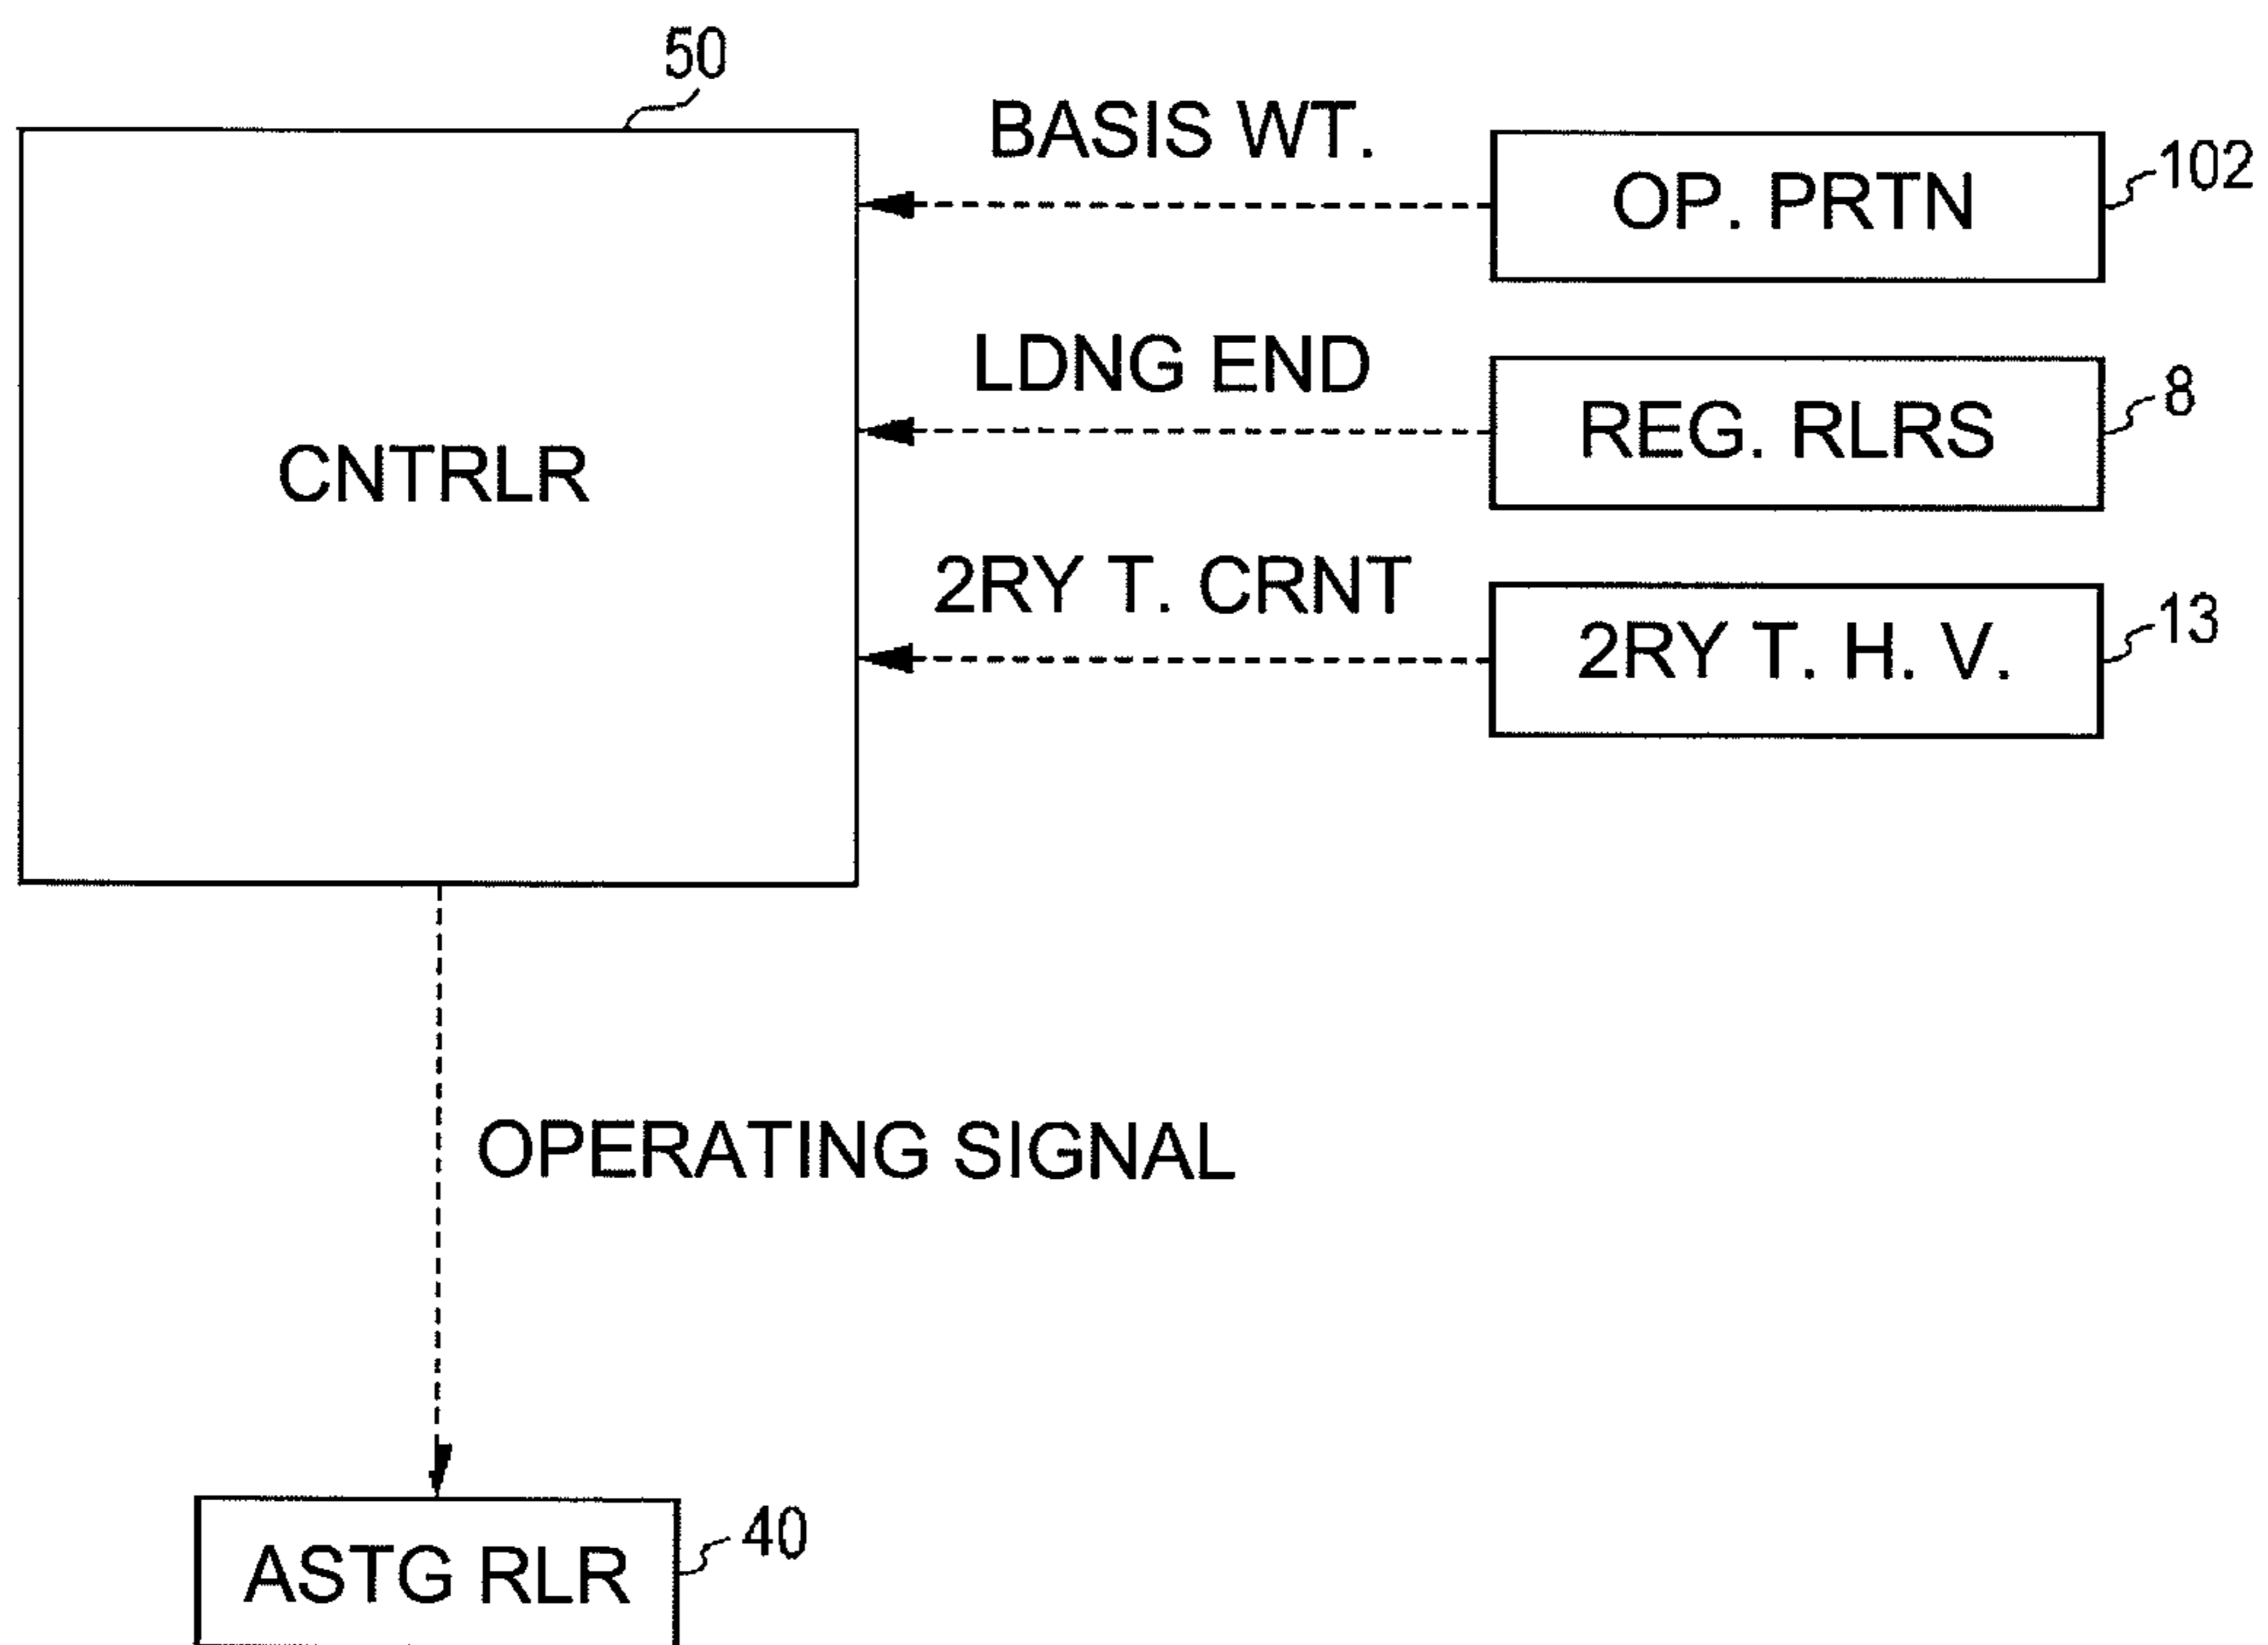 50
BASIS WT.
OP. PRTN
102
LDNG END
REG. RLRS
8
CNTRLR
2RY T. CRNT
2RY T. H. V.
13
OPERATING SIGNAL
ASTG RLR
40